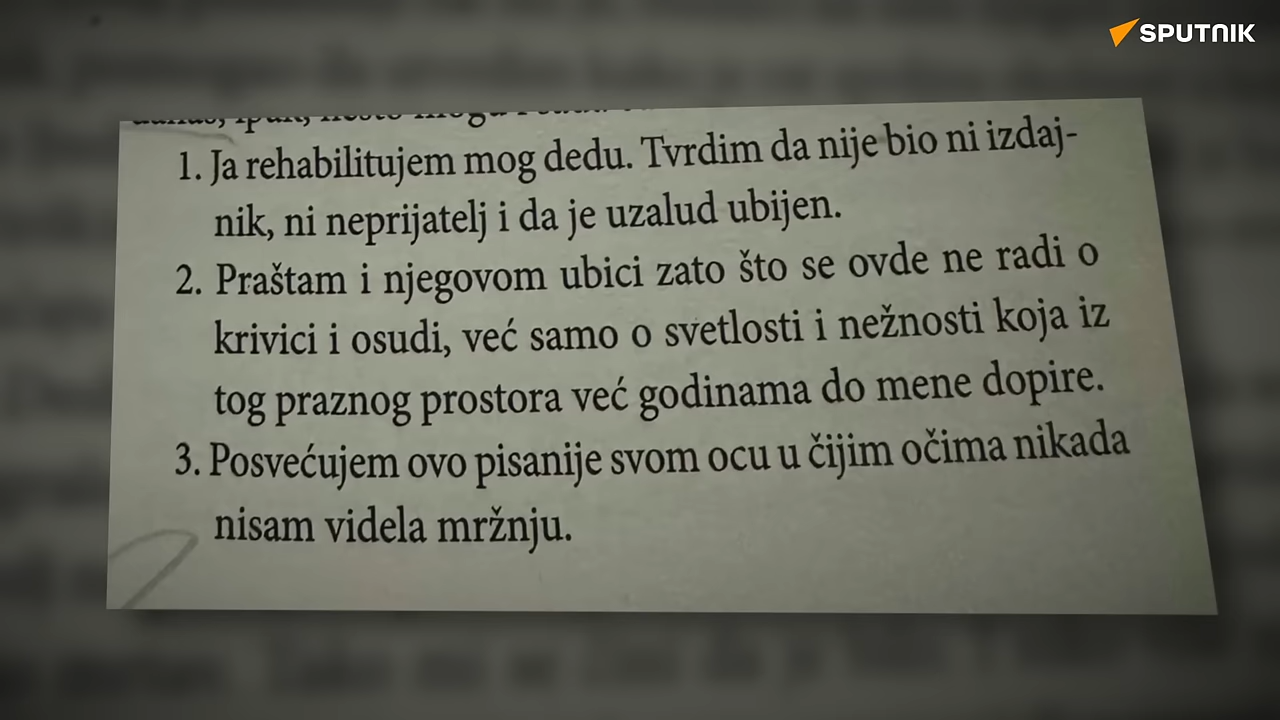 SPUTNIK
1. Ja rehabilitujem mog dedu. Tvrdim da nije bio ni izdaj-
nik, ni neprijatelj i da je uzalud ubijen.
2. Praštam i njegovom ubici zato što se ovde ne radi o
krivici i osudi, već samo o svetlosti i nežnosti koja iz
tog praznog prostora već godinama do mene dopire.
3. Posvećujem ovo pisanije svom ocu u čijim očima nikada
nisam videla mržnju.